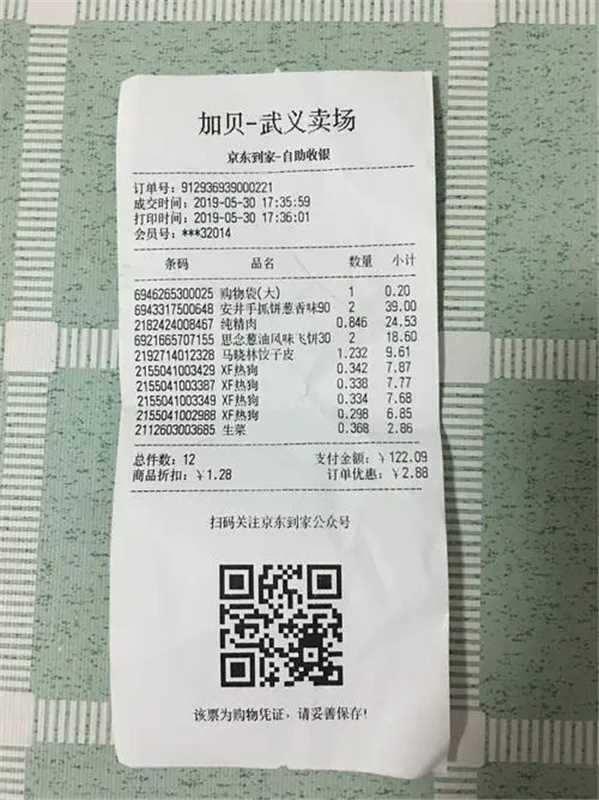 加贝-武义卖场
京东到家-自助收银
订单号: 912936939000221
成交时间: 2019-05-30 17:35:59
打印时间: 2019-05-30 17:36:01
会员号: ***32014
条码 品名 数量 小计
6946265300025 购物袋(大) 1 0.20
6943317500648 安井手抓饼葱香味90 2 39.00
2182424008467 纯精肉 0.846 24.53
6921665707155 思念葱油风味飞饼30 2 18.60
2192714012328 马晓林饺子皮 1.232 9.61
2155041003429 XF热狗 0.342 7.87
2155041003387 XF热狗 0.338 7.77
2155041003349 XF热狗 0.334 7.68
2155041002988 XF热狗 0.298 6.85
2112603003685 生菜 0.368 2.86
总件数: 12 支付金额: ¥122.09
商品折扣: ¥1.28 订单优惠: ¥2.88
扫码关注京东到家公众号
该票为购物凭证, 请妥善保存!